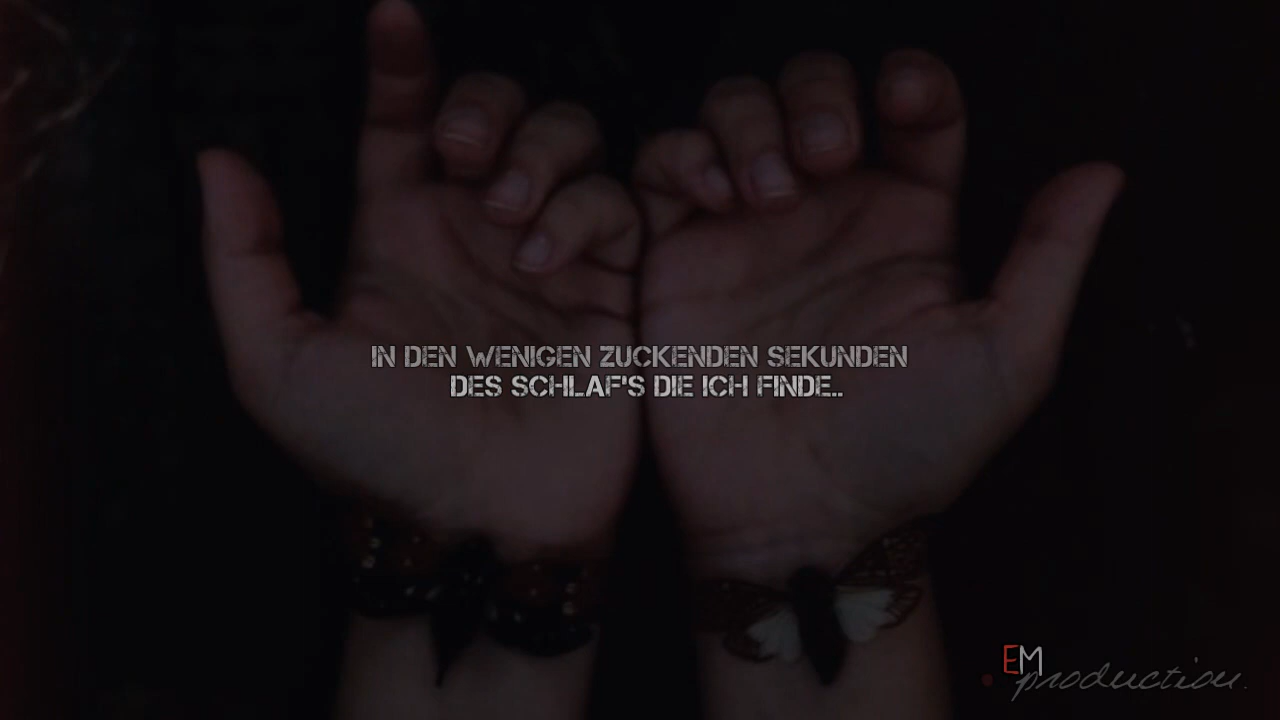 IN DEN WENIGEN ZUCKENDEN SEKUNDEN
DES SCHLAF'S DIE ICH FINDE..
EM
production.